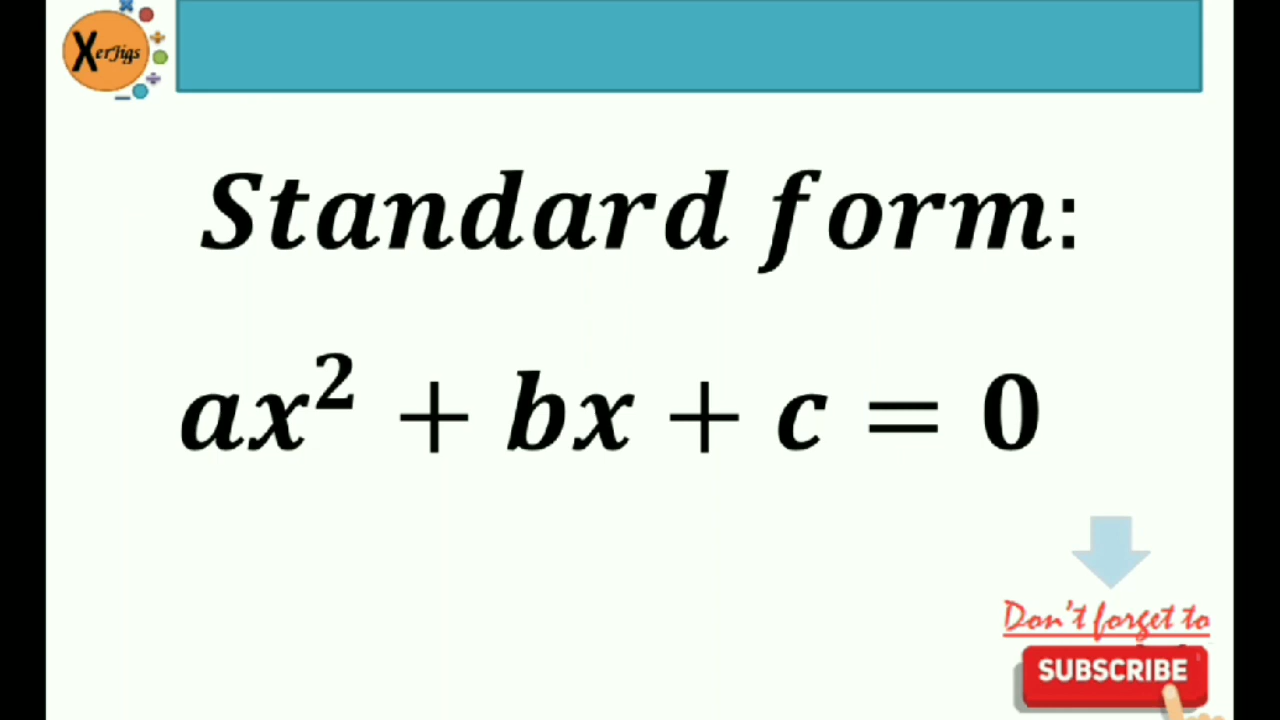 XerJigs
Standard form:
ax² + bx + c = 0
Don't forget to
SUBSCRIBE